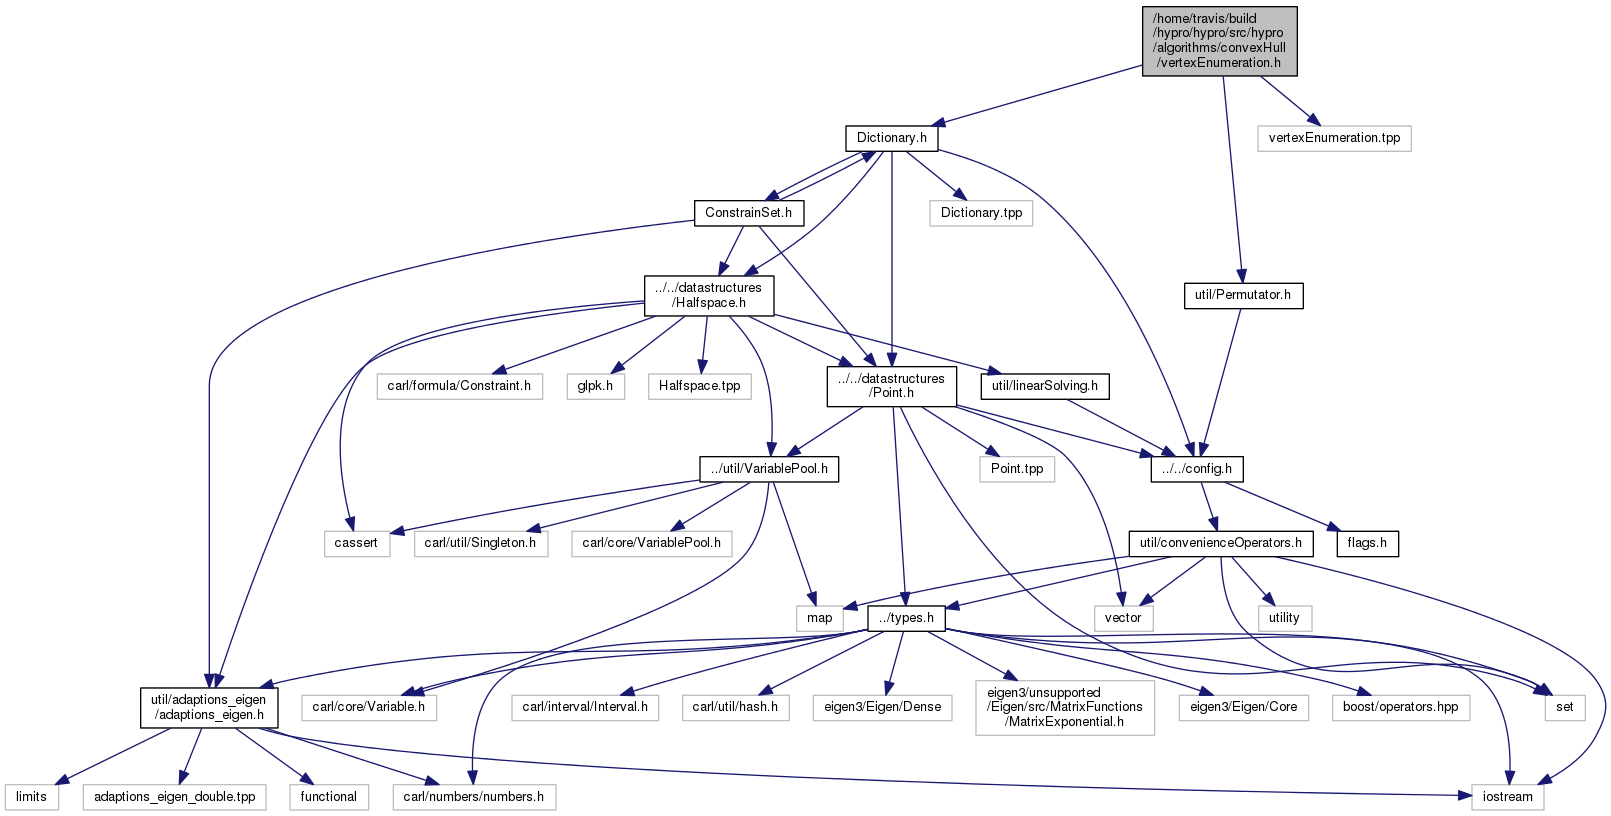 /home/travis/build
/hypro/hypro/src/hypro
/algorithms/convexHull
/vertexEnumeration.h
Dictionary.h
vertexEnumeration.tpp
ConstrainSet.h
Dictionary.tpp
../../datastructures
/Halfspace.h
util/Permutator.h
carl/formula/Constraint.h
glpk.h
Halfspace.tpp
../../datastructures
/Point.h
util/linearSolving.h
../util/VariablePool.h
Point.tpp
../../config.h
cassert
carl/util/Singleton.h
carl/core/VariablePool.h
util/convenienceOperators.h
flags.h
map
../types.h
vector
utility
util/adaptions_eigen
/adaptions_eigen.h
carl/core/Variable.h
carl/interval/Interval.h
carl/util/hash.h
eigen3/Eigen/Dense
eigen3/unsupported
/Eigen/src/MatrixFunctions
/MatrixExponential.h
eigen3/Eigen/Core
boost/operators.hpp
set
limits
adaptions_eigen_double.tpp
functional
carl/numbers/numbers.h
iostream